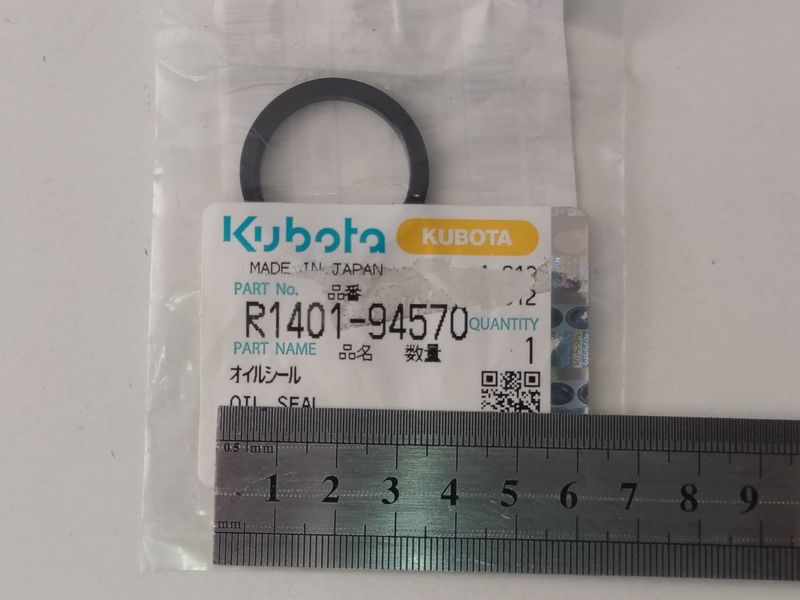 Kubota KUBOTA
MADE IN JAPAN
PART No. 品番
R1401-94570
QUANTITY
PART NAME 品名 数量 1
オイルシール
OIL SEAL
0.5 mm
1 2 3 4 5 6 7 8 9
mm